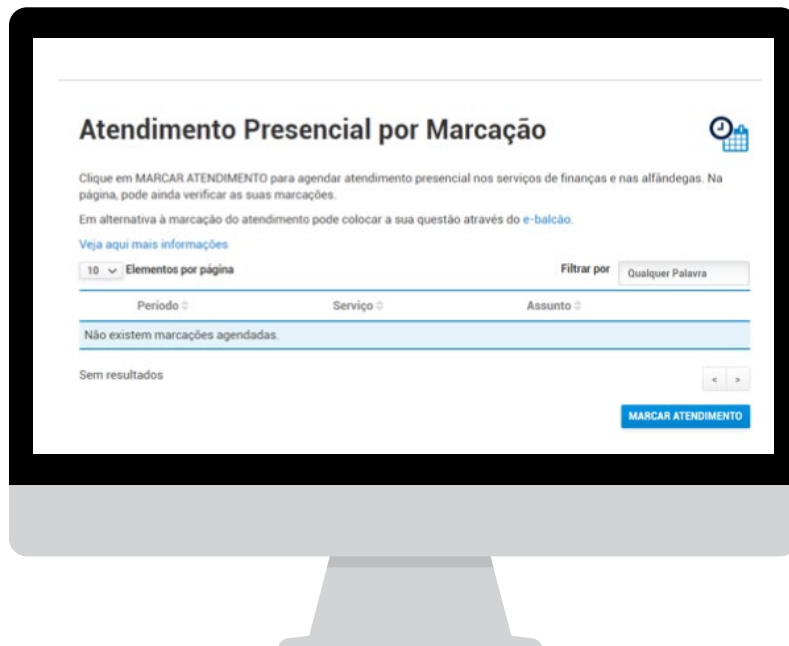 Atendimento Presencial por Marcação
Clique em MARCAR ATENDIMENTO para agendar atendimento presencial nos serviços de finanças e nas alfândegas. Na
página, pode ainda verificar as suas marcações.
Em alternativa à marcação do atendimento pode colocar a sua questão através do e-balcão.
Veja aqui mais informações
10 Elementos por página Filtrar por Qualquer Palavra
Período Serviço Assunto
Não existem marcações agendadas.
Sem resultados < >
MARCAR ATENDIMENTO